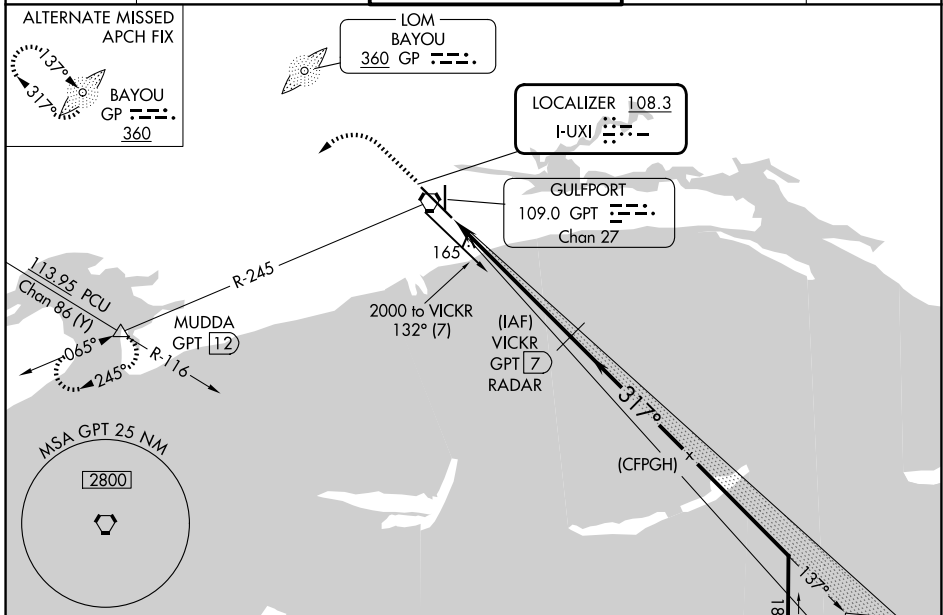 ALTERNATE MISSED
APCH FIX
137°
317°
BAYOU
GP
360
LOM
BAYOU
360 GP
LOCALIZER 108.3
I-UXI
GULFPORT
109.0 GPT
Chan 27
165
R-245
113.95 PCU
Chan 86 (Y)
MUDDA
GPT 12
065°
245°
R-116
2000 to VICKR
132° (7)
(IAF)
VICKR
GPT 7
RADAR
317°
(CFPGH)
MSA GPT 25 NM
2800
137°